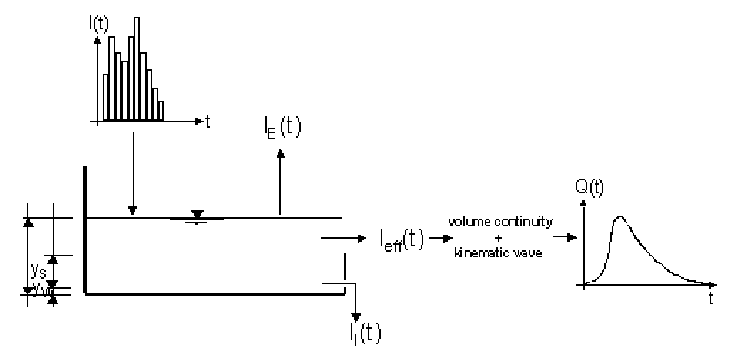 I(t)
t
I_E(t)
Q(t)
volume continuity
+
kinematic wave
I_eff(t)
y_s
t
I_I(t)